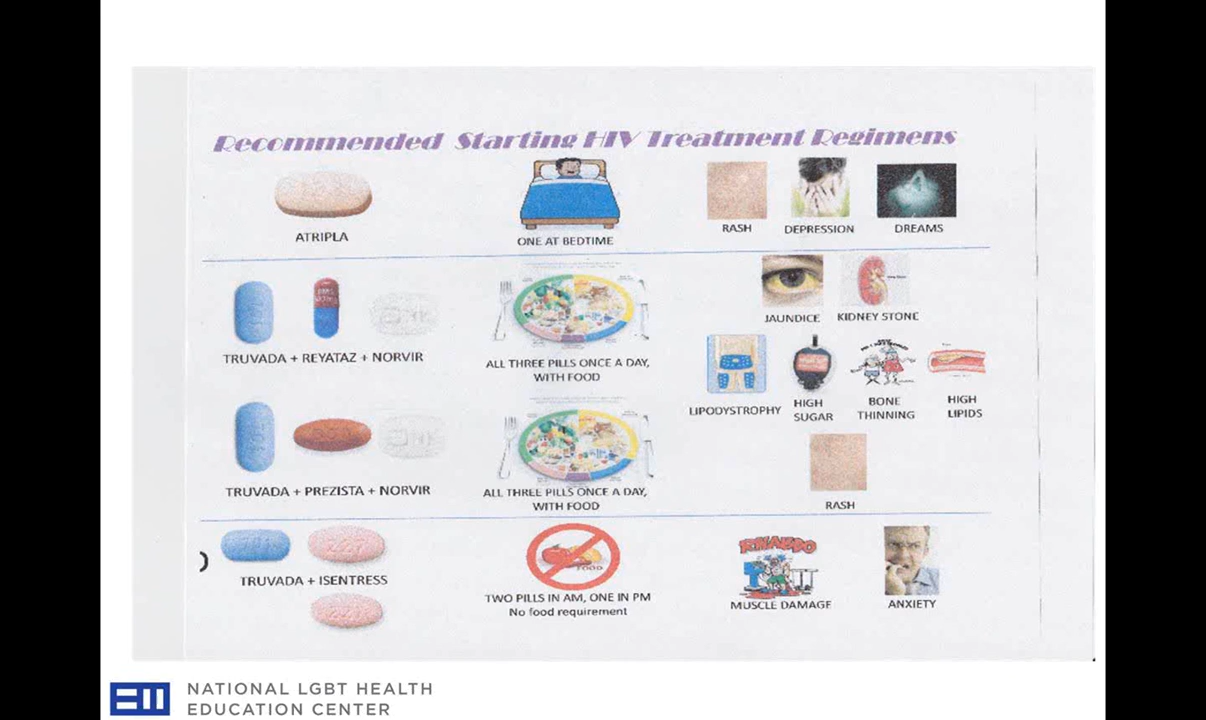 Recommended Starting HIV Treatment Regimens
ATRIPLA
ONE AT BEDTIME
RASH
DEPRESSION
DREAMS
JAUNDICE
KIDNEY STONE
TRUVADA + REYATAZ + NORVIR
ALL THREE PILLS ONCE A DAY,
WITH FOOD
LIPODYSTROPHY
HIGH
SUGAR
BONE
THINNING
HIGH
LIPIDS
TRUVADA + PREZISTA + NORVIR
ALL THREE PILLS ONCE A DAY,
WITH FOOD
RASH
TRUVADA + ISENTRESS
FOOD
TWO PILLS IN AM, ONE IN PM
No food requirement
RHABDO
MUSCLE DAMAGE
ANXIETY
NATIONAL LGBT HEALTH
EDUCATION CENTER